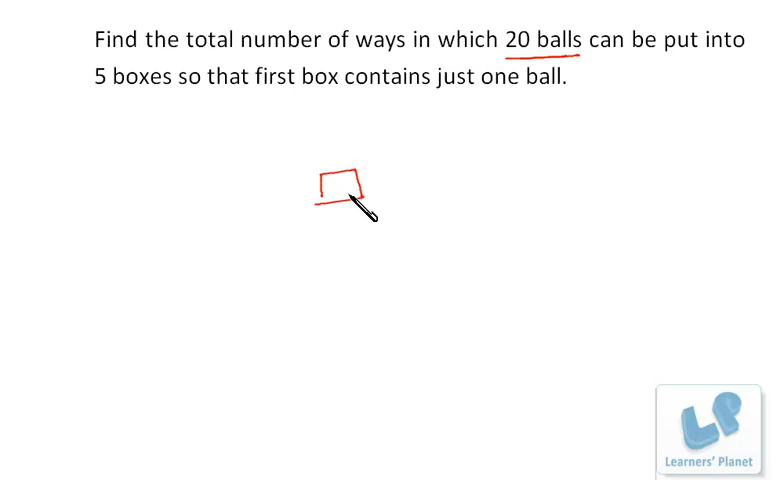 Find the total number of ways in which 20 balls can be put into
5 boxes so that first box contains just one ball.
LP
Learners' Planet